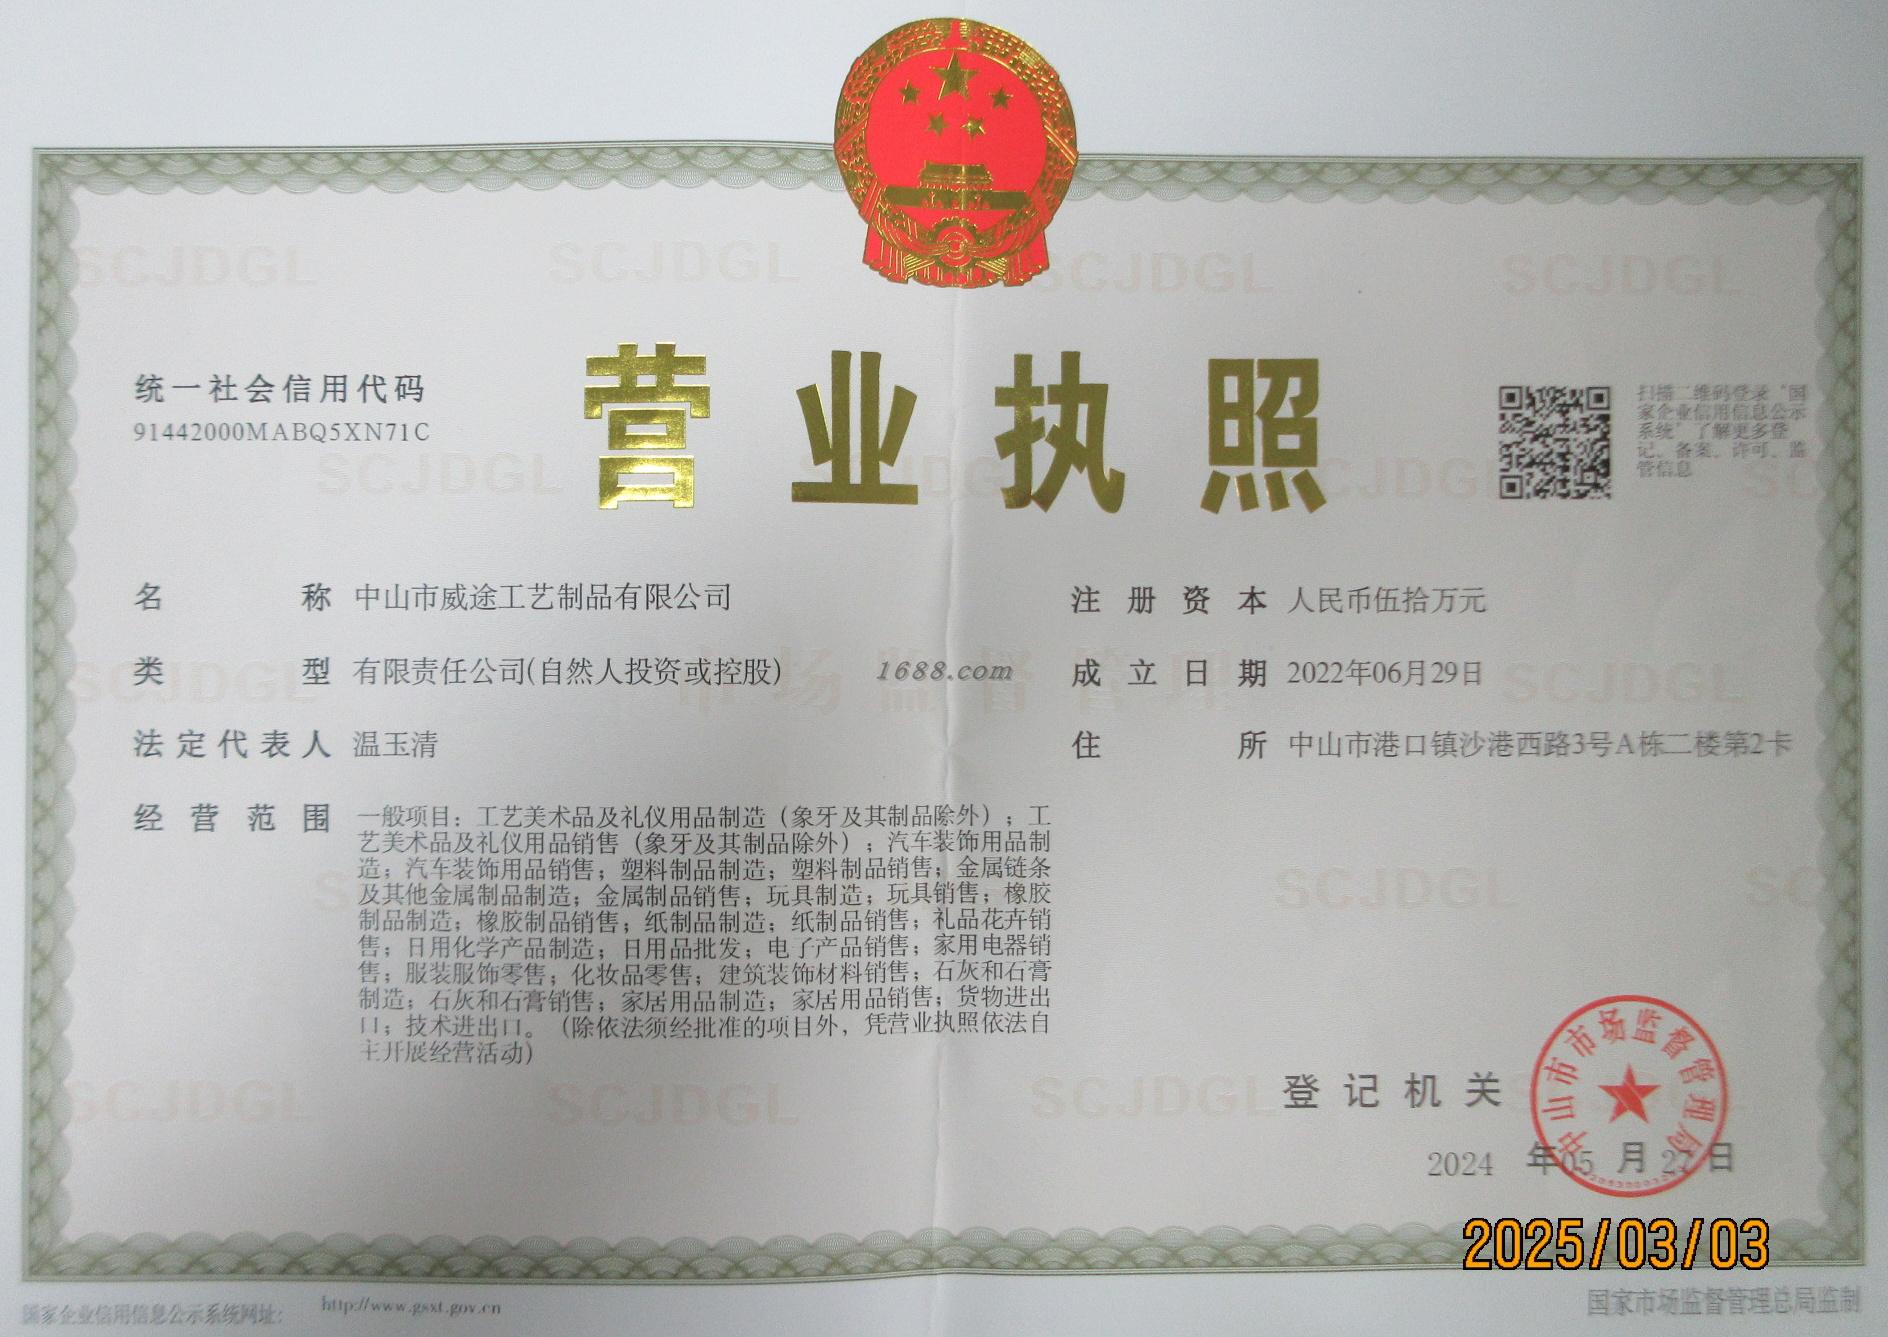 统一社会信用代码
91442000MABQ5XN71C
营业执照
扫描二维码登录“国
家企业信用信息公示
系统”了解更多登
记、备案、许可、监
管信息
名称 中山市威途工艺制品有限公司
类型 有限责任公司(自然人投资或控股)
法定代表人 温玉清
经营范围 一般项目：工艺美术品及礼仪用品制造（象牙及其制品除外）；工
艺美术品及礼仪用品销售（象牙及其制品除外）；汽车装饰用品制
造；汽车装饰用品销售；塑料制品制造；塑料制品销售；金属链条
及其他金属制品制造；金属制品销售；玩具制造；玩具销售；橡胶
制品制造；橡胶制品销售；纸制品制造；纸制品销售；礼品花卉销
售；日用化学产品制造；日用品批发；电子产品销售；家用电器销
售；服装服饰零售；化妆品零售；建筑装饰材料销售；石灰和石膏
制造；石灰和石膏销售；家居用品制造；家居用品销售；货物进出
口；技术进出口。（除依法须经批准的项目外，凭营业执照依法自
主开展经营活动）
1688.com
注册资本 人民币伍拾万元
成立日期 2022年06月29日
住所 中山市港口镇沙港西路3号A栋二楼第2卡
登记机关
中山市市场监督管理局
2024 年05 月 日
2025/03/03
国家企业信用信息公示系统网址：
http://www.gsxt.gov.cn
国家市场监督管理总局监制
SCJDGL
市场监督管理